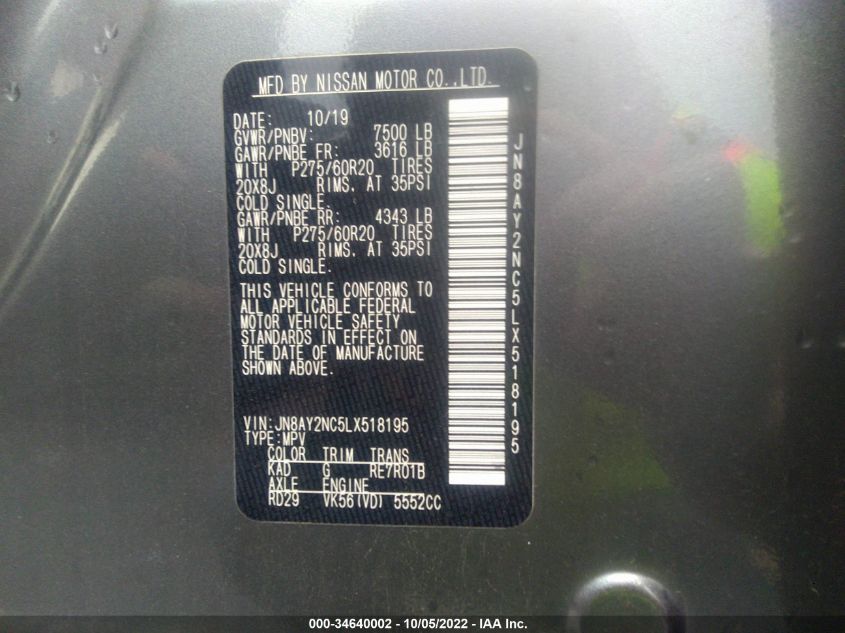 MFD BY NISSAN MOTOR CO.,LTD.
DATE: 10/19
GVWR/PNBV: 7500 LB
GAWR/PNBE FR: 3616 LB
WITH P275/60R20 TIRES
20X8J RIMS. AT 35PSI
COLD SINGLE.
GAWR/PNBE RR: 4343 LB
WITH P275/60R20 TIRES
20X8J RIMS. AT 35PSI
COLD SINGLE.
THIS VEHICLE CONFORMS TO
ALL APPLICABLE FEDERAL
MOTOR VEHICLE SAFETY
STANDARDS IN EFFECT ON
THE DATE OF MANUFACTURE
SHOWN ABOVE.
VIN:JN8AY2NC5LX518195
TYPE:MPV
COLOR TRIM TRANS
KAD G RE7R01B
AXLE ENGINE
RD29 VK56(VD) 5552CC
JN8AY2NC5LX518195
000-34640002 - 10/05/2022 - IAA Inc.